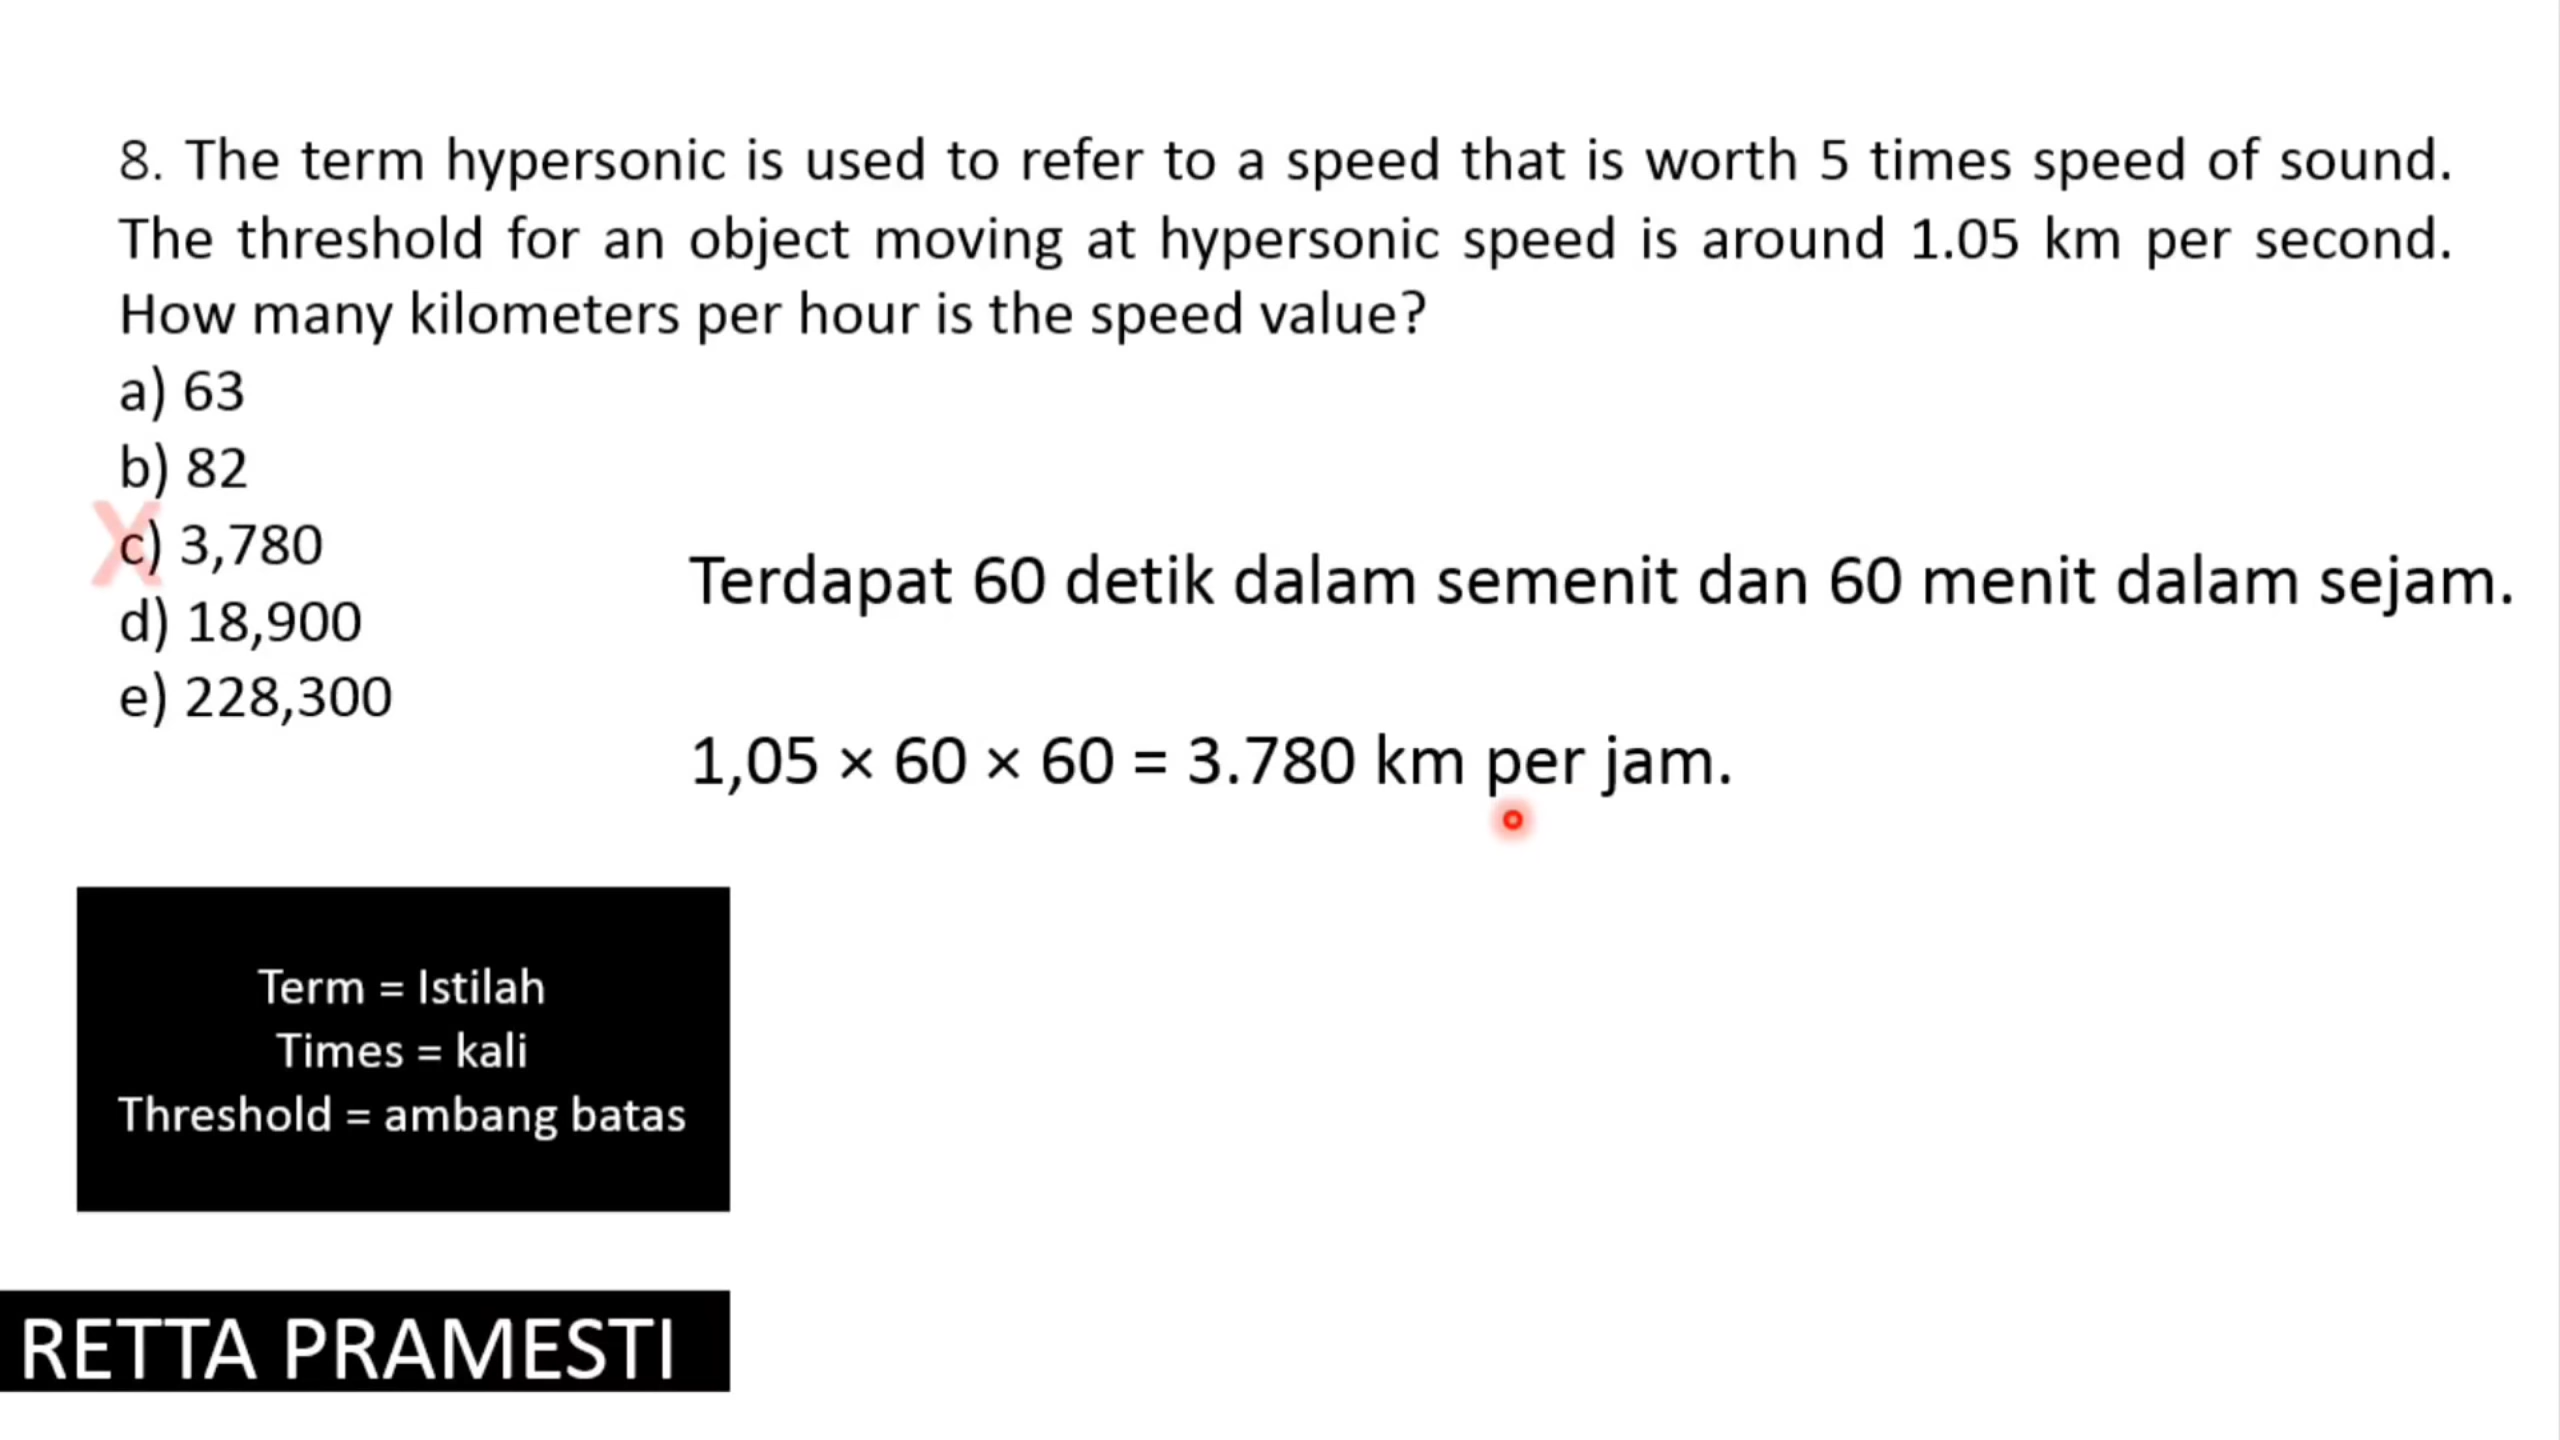 8. The term hypersonic is used to refer to a speed that is worth 5 times speed of sound.
The threshold for an object moving at hypersonic speed is around 1.05 km per second.
How many kilometers per hour is the speed value?
a) 63
b) 82
X
c) 3,780
d) 18,900
e) 228,300
Terdapat 60 detik dalam semenit dan 60 menit dalam sejam.
1,05 × 60 × 60 = 3.780 km per jam.
Term = Istilah
Times = kali
Threshold = ambang batas
RETTA PRAMESTI